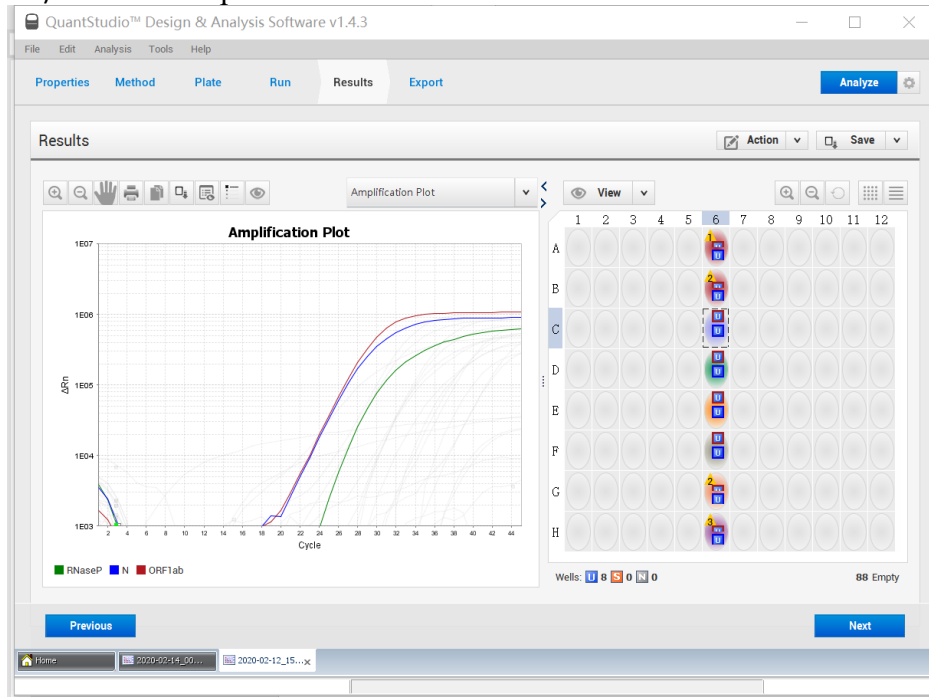 QuantStudio™ Design & Analysis Software v1.4.3
File Edit Analysis Tools Help
Properties Method Plate Run Results Export Analyze
Results
Action Save
Amplification Plot View
Amplification Plot
1E07
1E06
1E05
1E04
1E03
ΔRn
2 4 6 8 10 12 14 16 18 20 22 24 26 28 30 32 34 36 38 40 42 44
Cycle
RNaseP N ORF1ab
1 2 3 4 5 6 7 8 9 10 11 12
A 1 U
B 2 U
C U U
D U U
E U U
F U U
G 2 U U
H 3 U U
Wells: U 8 S 0 N 0 88 Empty
Previous Next
Home 2020-02-14_00... 2020-02-12_15... x